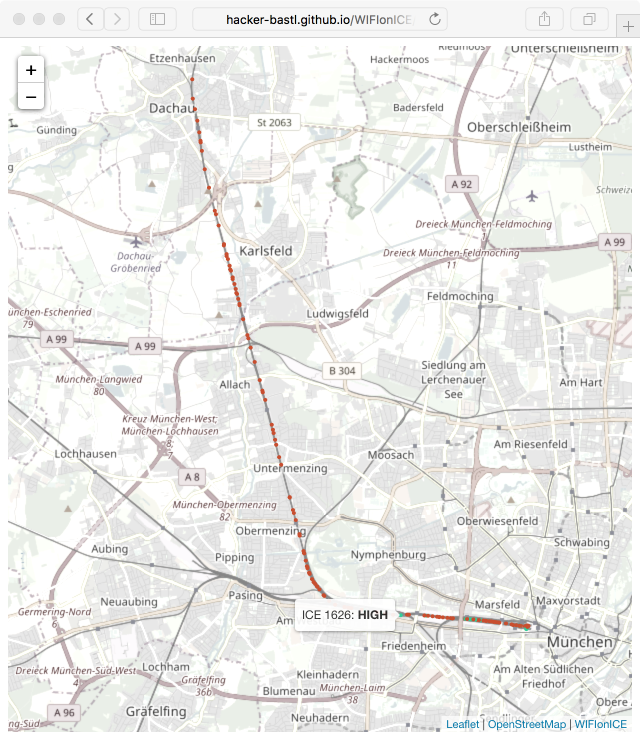 hacker-bastl.github.io/WIFIonICE
+
+
−
Etzenhausen
Hackermoos
Riedmoos
Unterschleißheim
Dachau
Badersfeld
St 2063
Günding
Oberschleißheim
Lustheim
A 92
Schweize
Dreieck München-Feldmoching
1
A 99
Karlsfeld
Dreieck München-Feldmoching
11
Dachau-
Gröbenried
Feldmoching
ünchen-Eschenried
79
Ludwigsfeld
A 99
A 99
B 304
Siedlung am
Lerchenauer
See
München-Langwied
80
Allach
Am Hart
Kreuz München-West;
München-Lochhausen
8;
7
Lochhausen
Moosach
Am Riesenfeld
A 8
Untermenzing
München-Obermenzing
82
Obermenzing
Oberwiesenfeld
Schwabing
Aubing
Pipping
Nymphenburg
Neuaubing
Pasing
Marsfeld
Maxvorstadt
Germering-Nord
Am
ICE 1626: HIGH
Friedenheim
München
Dreieck München-Süd-West
4
Lochham
Gräfelfing
36b
Kleinhadern
Blumenau
München-Laim
38
Am Alten Südlichen
Friedhof
Obere
A 96
Gräfelfing
Neuhadern
ng-Süd
Leaflet | OpenStreetMap | WIFIonICE